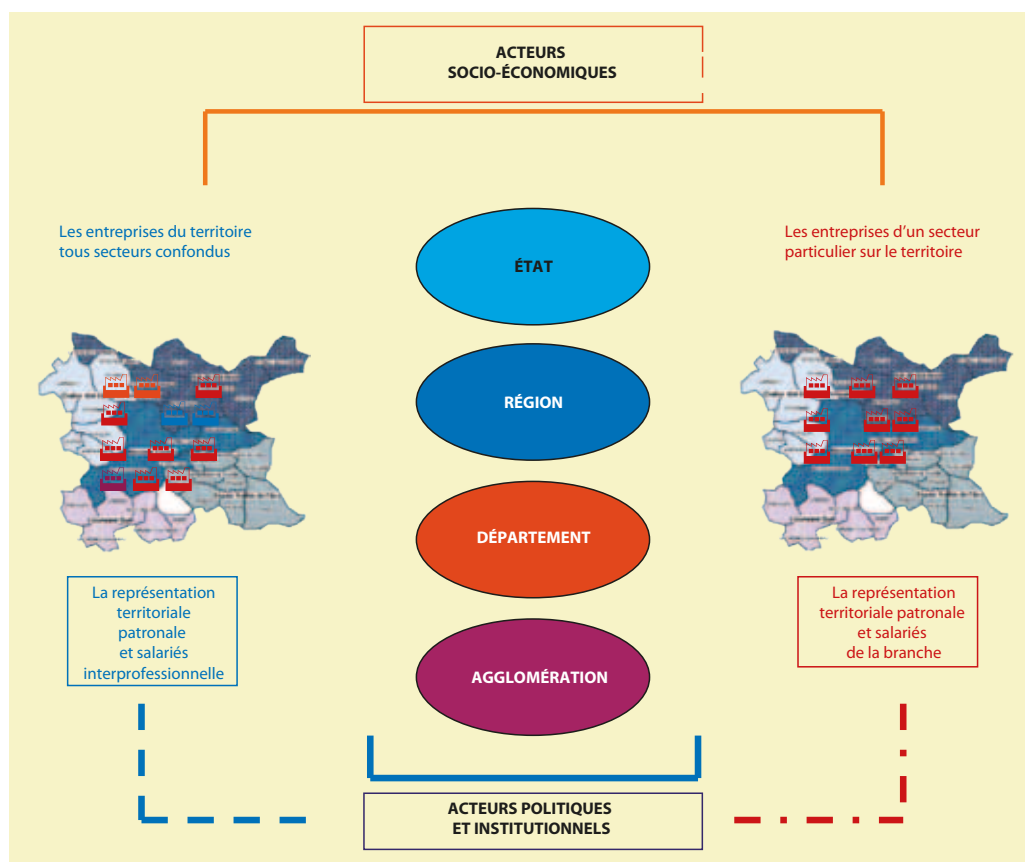 ACTEURS
SOCIO-ÉCONOMIQUES
Les entreprises du territoire
tous secteurs confondus
Les entreprises d’un secteur
particulier sur le territoire
ÉTAT
RÉGION
DÉPARTEMENT
AGGLOMÉRATION
La représentation
territoriale
patronale
et salariés
interprofessionnelle
La représentation
territoriale patronale
et salariés
de la branche
ACTEURS POLITIQUES
ET INSTITUTIONNELS